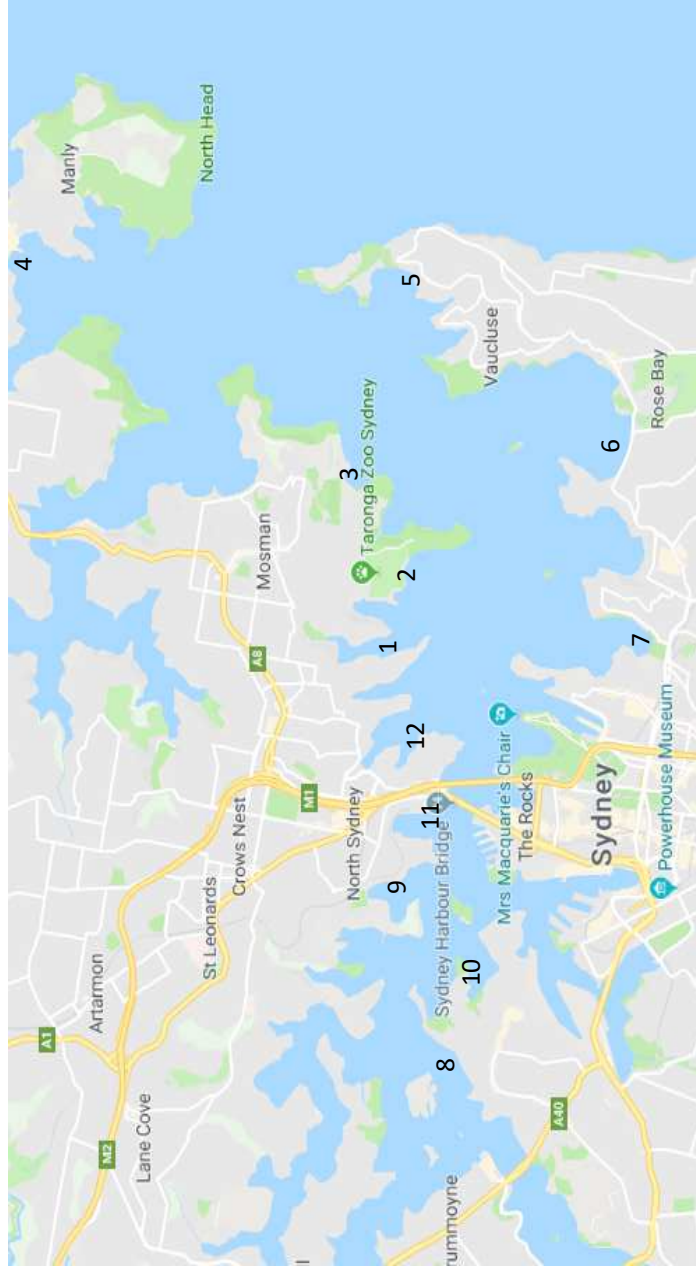 4
A1
Manly
Artarmon
M2
Lane Cove
North Head
St Leonards
Crows Nest
A8
Mosman
M1
l
3
North Sydney
Taronga Zoo Sydney
1
9
2
5
12
11
Sydney Harbour Bridge
8
rummoyne
10
Vaucluse
Mrs Macquarie's Chair
The Rocks
A40
Sydney
6
7
Rose Bay
Powerhouse Museum